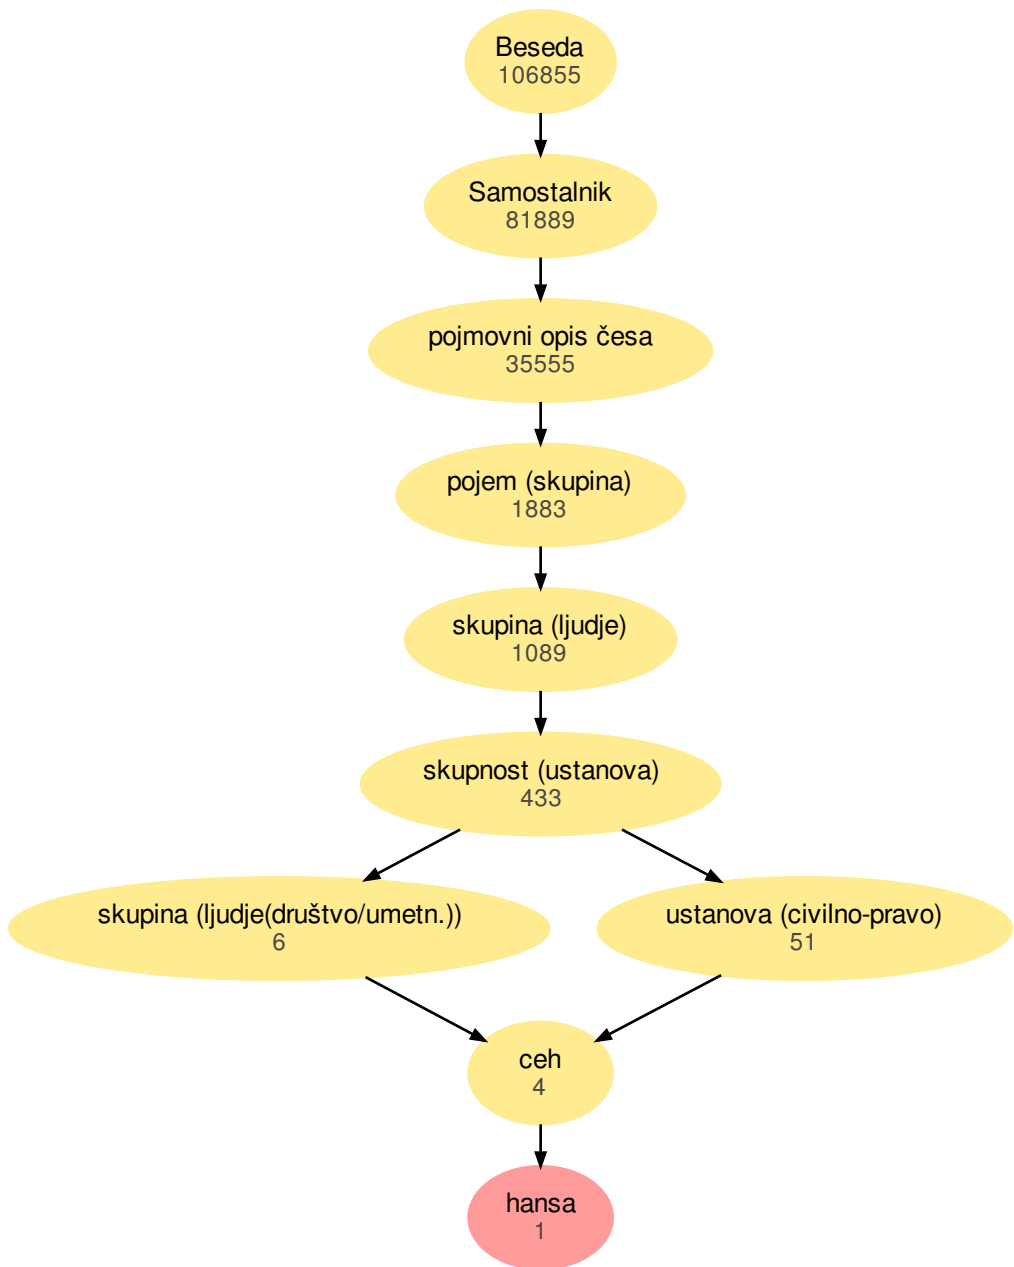 Beseda
106855
Samostalnik
81889
pojmovni opis česa
35555
pojem (skupina)
1883
skupina (ljudje)
1089
skupnost (ustanova)
433
skupina (ljudje(društvo/umetn.))
6
ustanova (civilno-pravo)
51
ceh
4
hansa
1